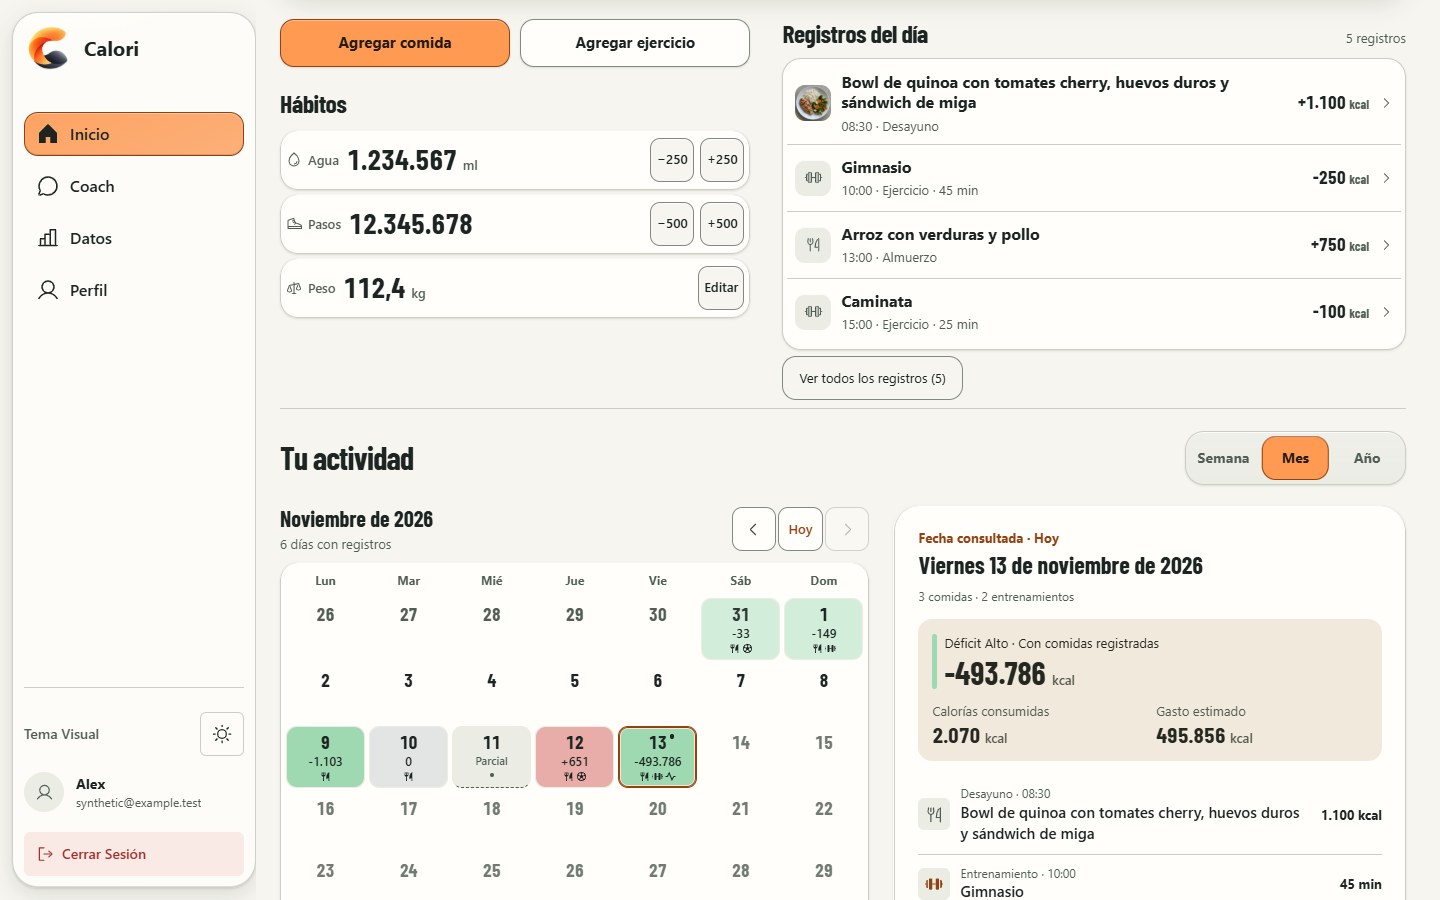 Calori
Inicio
Coach
Datos
Perfil
Tema Visual
Alex
synthetic@example.test
Cerrar Sesión
Agregar comida
Agregar ejercicio
Hábitos
Agua 1.234.567 ml
−250
+250
Pasos 12.345.678
−500
+500
Peso 112,4 kg
Editar
Registros del día
5 registros
Bowl de quinoa con tomates cherry, huevos duros y
sándwich de miga
08:30 · Desayuno
+1.100 kcal
Gimnasio
10:00 · Ejercicio · 45 min
-250 kcal
Arroz con verduras y pollo
13:00 · Almuerzo
+750 kcal
Caminata
15:00 · Ejercicio · 25 min
-100 kcal
Ver todos los registros (5)
Tu actividad
Semana
Mes
Año
Noviembre de 2026
6 días con registros
Hoy
Lun Mar Mié Jue Vie Sáb Dom
26 27 28 29 30 31 1
-33 -149
2 3 4 5 6 7 8
9 10 11 12 13 14 15
-1.103 0 Parcial +651 -493.786
16 17 18 19 20 21 22
23 24 25 26 27 28 29
Fecha consultada · Hoy
Viernes 13 de noviembre de 2026
3 comidas · 2 entrenamientos
Déficit Alto · Con comidas registradas
-493.786 kcal
Calorías consumidas
2.070 kcal
Gasto estimado
495.856 kcal
Desayuno · 08:30
Bowl de quinoa con tomates cherry, huevos duros
y sándwich de miga
1.100 kcal
Entrenamiento · 10:00
Gimnasio
45 min